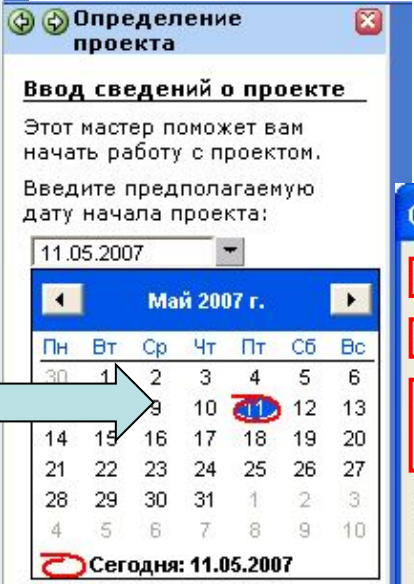 Определение
проекта
Ввод сведений о проекте
Этот мастер поможет вам
начать работу с проектом.
Введите предполагаемую
дату начала проекта:
11.05.2007
Май 2007 г.
Пн Вт Ср Чт Пт Сб Вс
30 1 2 3 4 5 6
9 10 11 12 13
14 15 16 17 18 19 20
21 22 23 24 25 26 27
28 29 30 31 1 2 3
4 5 6 7 8 9 10
Сегодня: 11.05.2007